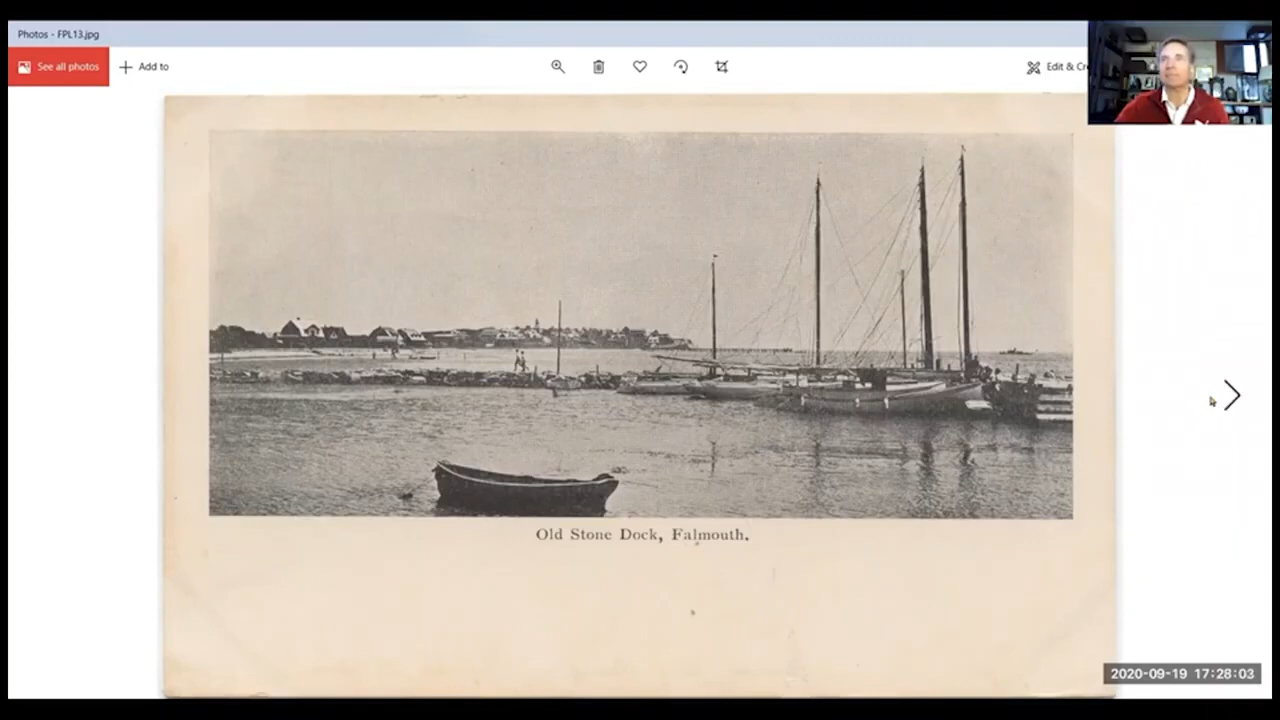 Photos - FPL13.jpg
See all photos
Add to
Edit & Cr
Old Stone Dock, Falmouth.
2020-09-19 17:28:03